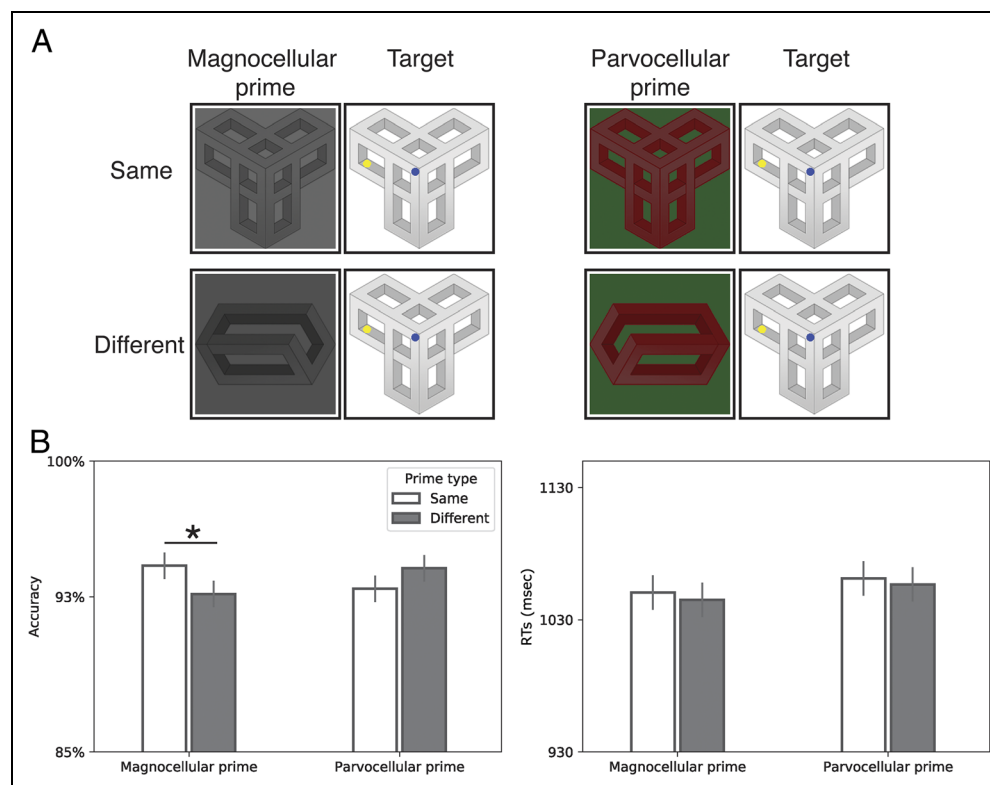 A
Magnocellular
prime
Target
Parvocellular
prime
Target
Same
Different
B
100%
93%
85%
Accuracy
Prime type
Same
Different
*
Magnocellular prime
Parvocellular prime
1130
1030
930
RTs (msec)
Magnocellular prime
Parvocellular prime